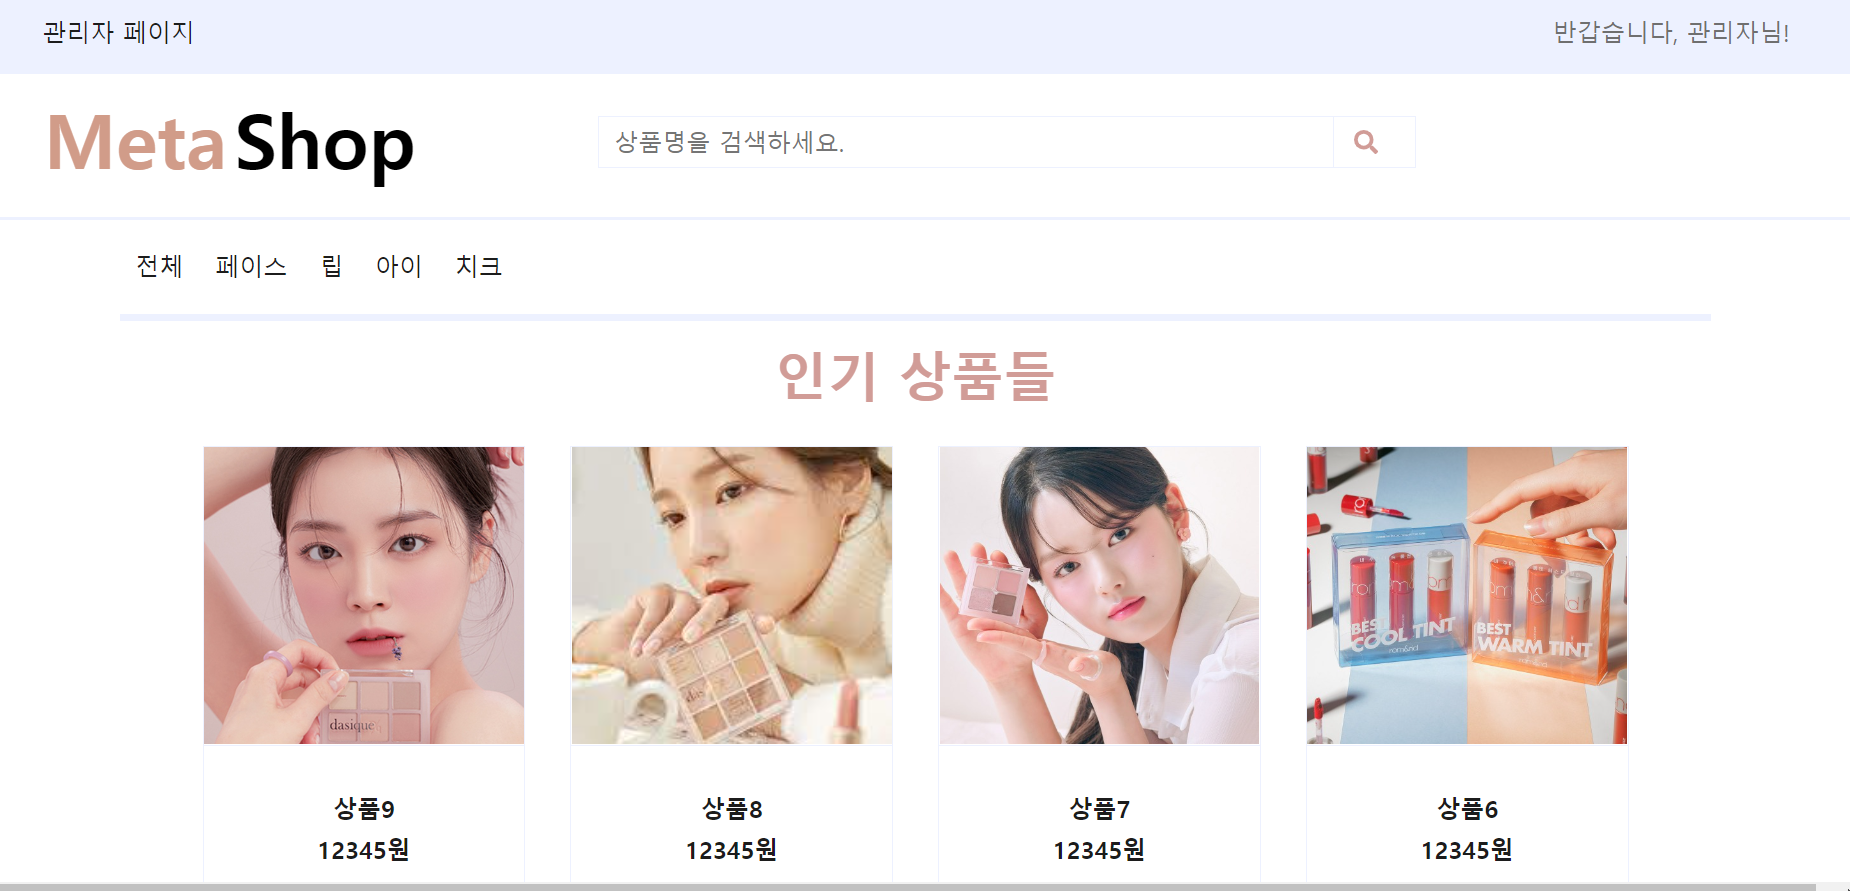 관리자 페이지
반갑습니다, 관리자님!
Meta Shop
상품명을 검색하세요.
전체 페이스 립 아이 치크
인기 상품들
dasique
BEST
COOL TINT
rom&nd
BEST
WARM TINT
rom&nd
상품9
상품8
상품7
상품6
12345원
12345원
12345원
12345원